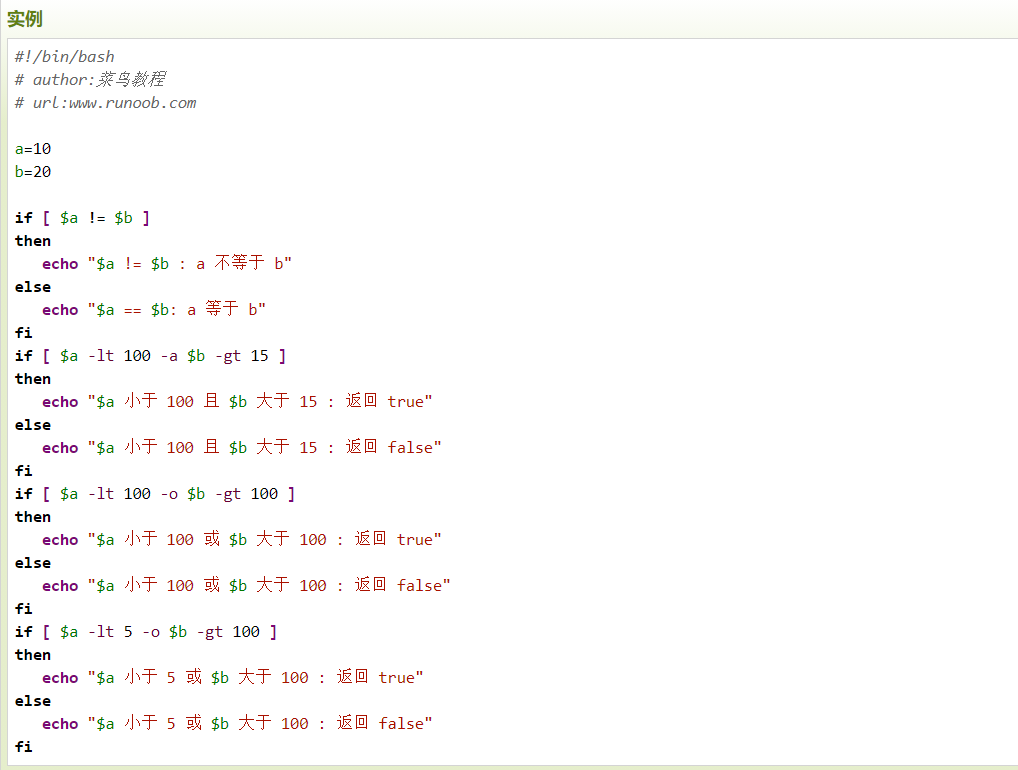 实例
#!/bin/bash
# author:菜鸟教程
# url:www.runoob.com
a=10
b=20
if [ $a != $b ]
then
   echo "$a != $b : a 不等于 b"
else
   echo "$a == $b: a 等于 b"
fi
if [ $a -lt 100 -a $b -gt 15 ]
then
   echo "$a 小于 100 且 $b 大于 15 : 返回 true"
else
   echo "$a 小于 100 且 $b 大于 15 : 返回 false"
fi
if [ $a -lt 100 -o $b -gt 100 ]
then
   echo "$a 小于 100 或 $b 大于 100 : 返回 true"
else
   echo "$a 小于 100 或 $b 大于 100 : 返回 false"
fi
if [ $a -lt 5 -o $b -gt 100 ]
then
   echo "$a 小于 5 或 $b 大于 100 : 返回 true"
else
   echo "$a 小于 5 或 $b 大于 100 : 返回 false"
fi